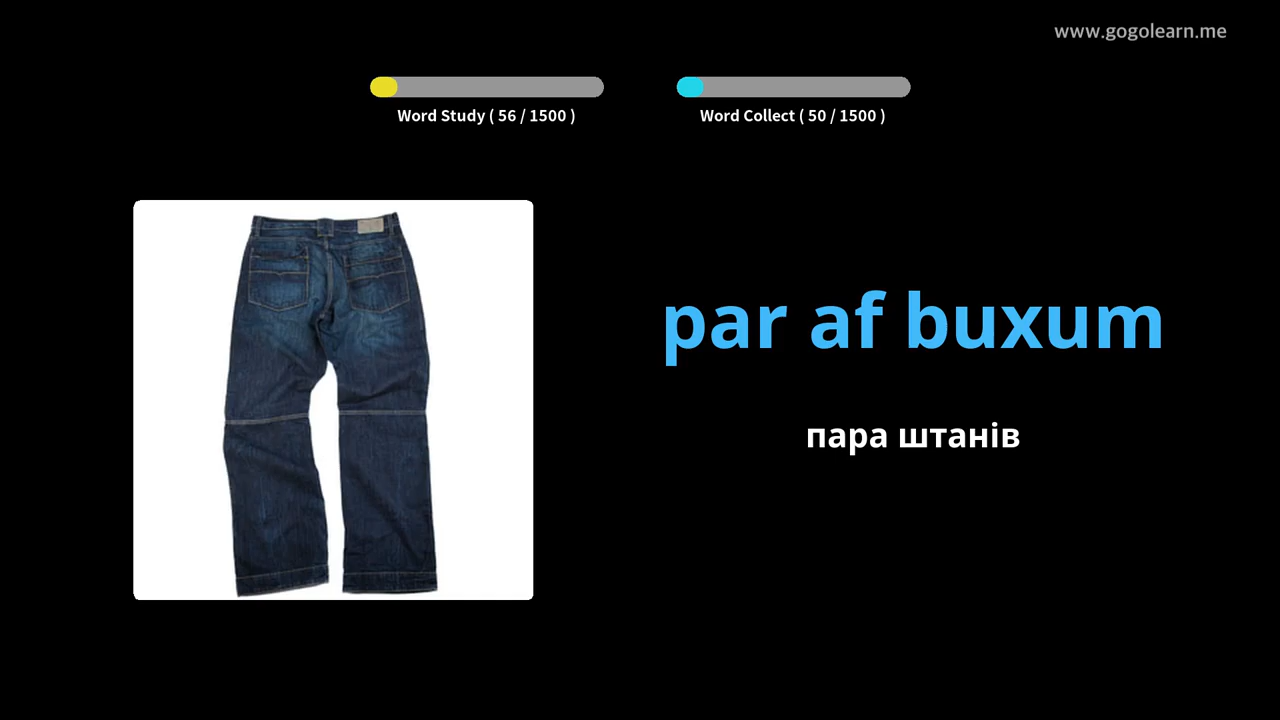 www.gogolearn.me
Word Study ( 56 / 1500 )
Word Collect ( 50 / 1500 )
par af buxum
пара штанів